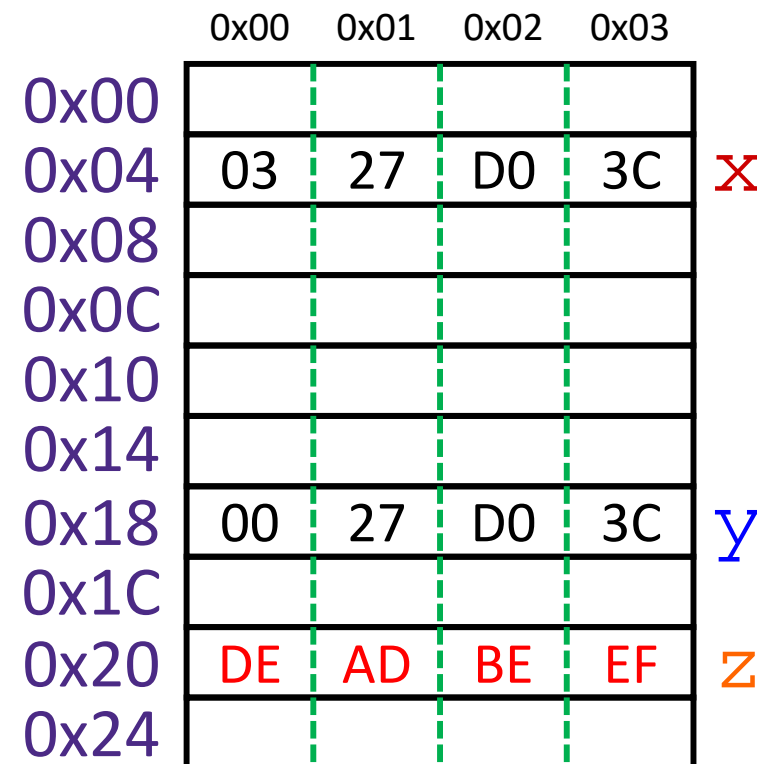 0x00 0x01 0x02 0x03
0x00
0x04 03 27 D0 3C x
0x08
0x0C
0x10
0x14
0x18 00 27 D0 3C y
0x1C
0x20 DE AD BE EF z
0x24